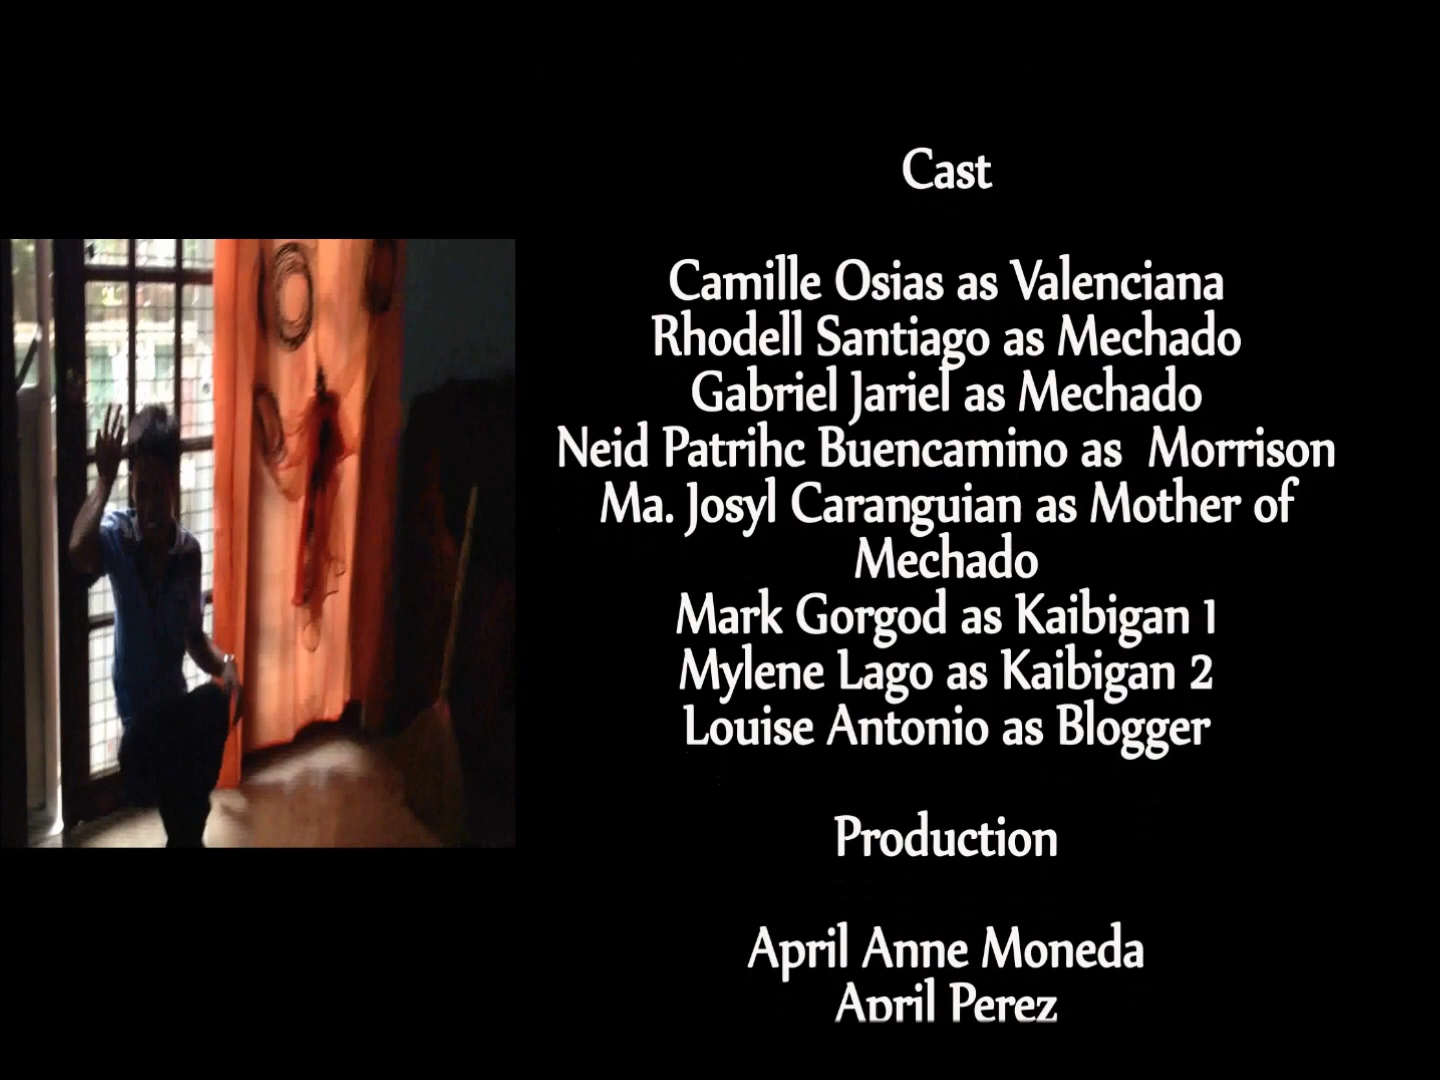 Cast
Camille Osias as Valenciana
Rhodell Santiago as Mechado
Gabriel Jariel as Mechado
Neid Patrihc Buencamino as Morrison
Ma. Josyl Caranguian as Mother of
Mechado
Mark Gorgod as Kaibigan 1
Mylene Lago as Kaibigan 2
Louise Antonio as Blogger
Production
April Anne Moneda
April Perez